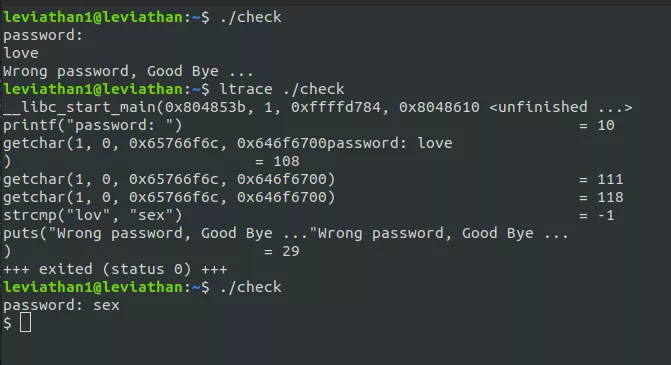 leviathan1@leviathan:~$ ./check
password:
love
Wrong password, Good Bye ...
leviathan1@leviathan:~$ ltrace ./check
__libc_start_main(0x804853b, 1, 0xffffd784, 0x8048610 <unfinished ...>
printf("password: ") = 10
getchar(1, 0, 0x65766f6c, 0x646f6700password: love
) = 108
getchar(1, 0, 0x65766f6c, 0x646f6700) = 111
getchar(1, 0, 0x65766f6c, 0x646f6700) = 118
strcmp("lov", "sex") = -1
puts("Wrong password, Good Bye ..."Wrong password, Good Bye ...
) = 29
+++ exited (status 0) +++
leviathan1@leviathan:~$ ./check
password: sex
$